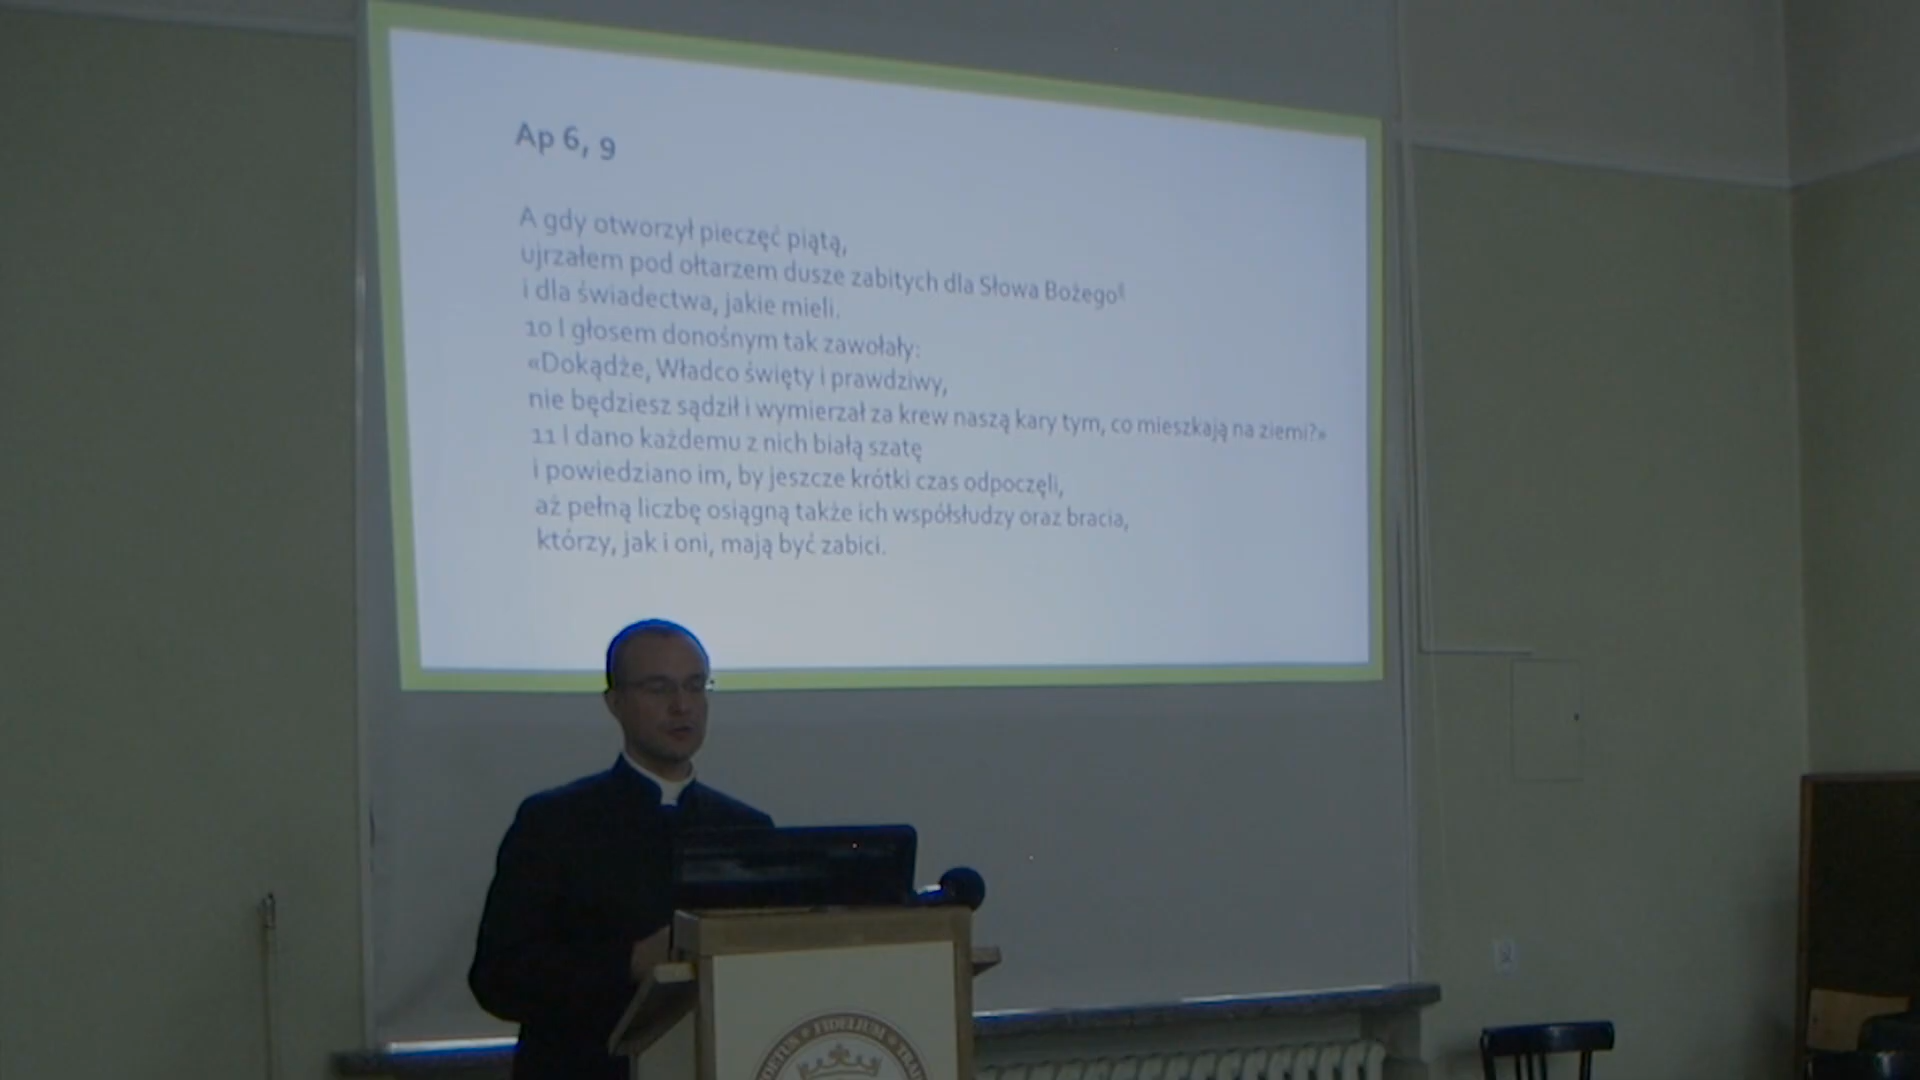 Ap 6, 9
A gdy otworzył pieczęć piątą,
ujrzałem pod ołtarzem dusze zabitych dla Słowa Bożego
i dla świadectwa, jakie mieli.
10 I głosem donośnym tak zawołały:
«Dokądże, Władco święty i prawdziwy,
nie będziesz sądził i wymierzał za krew naszą kary tym, co mieszkają na ziemi?»
11 I dano każdemu z nich białą szatę
i powiedziano im, by jeszcze krótki czas odpoczęli,
aż pełną liczbę osiągną także ich współsłudzy oraz bracia,
którzy, jak i oni, mają być zabici.
FIDELIUM